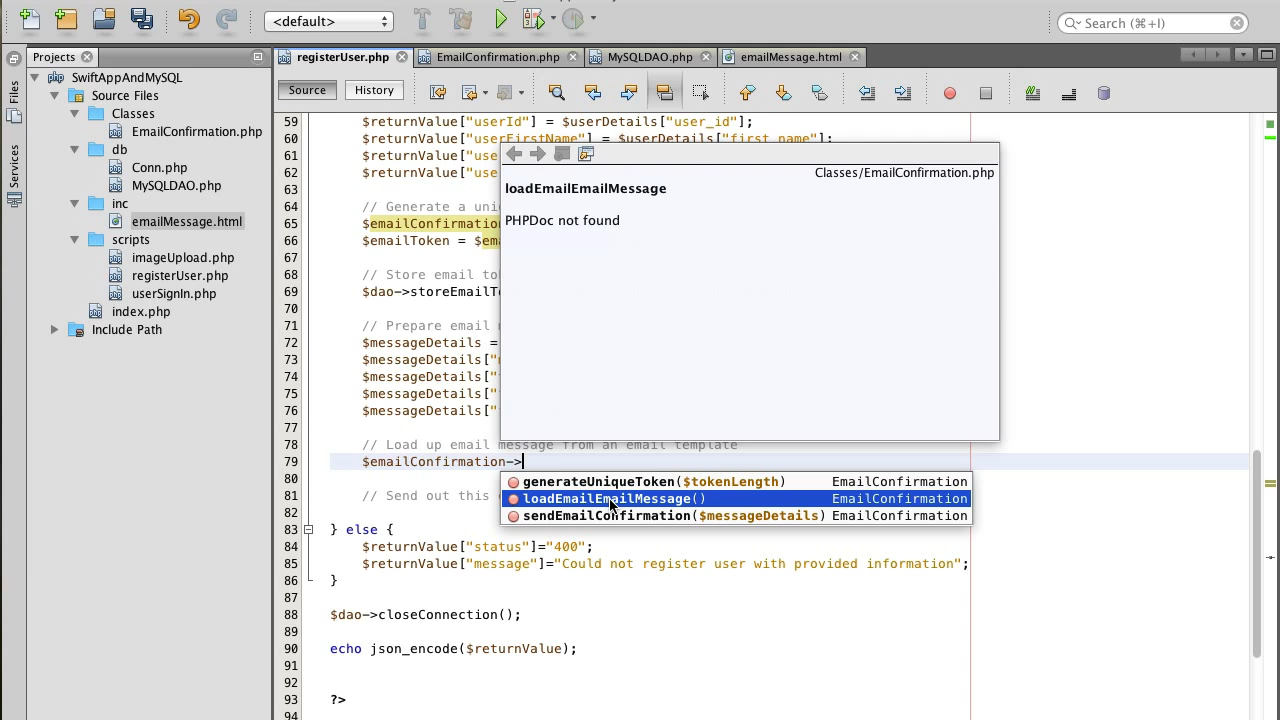 <default>
Search (⌘+I)
Projects
registerUser.php
EmailConfirmation.php
MySQLDAO.php
emailMessage.html
Files
Services
SwiftAppAndMySQL
Source Files
Classes
EmailConfirmation.php
db
Conn.php
MySQLDAO.php
inc
emailMessage.html
scripts
imageUpload.php
registerUser.php
userSignIn.php
index.php
Include Path
Source
History
59 $returnValue["userId"] = $userDetails["user_id"];
60 $returnValue["userFirstName"] = $userDetails["first_name"];
61 $returnValue["use
62 $returnValue["use
63
64 // Generate a uni
65 $emailConfirmation
66 $emailToken = $ema
67
68 // Store email to
69 $dao->storeEmailT
70
71 // Prepare email m
72 $messageDetails =
73 $messageDetails["
74 $messageDetails["
75 $messageDetails["
76 $messageDetails["
77
78 // Load up email message from an email template
79 $emailConfirmation->
80
81 // Send out this
82
83 } else {
84 $returnValue["status"]="400";
85 $returnValue["message"]="Could not register user with provided information";
86 }
87
88 $dao->closeConnection();
89
90 echo json_encode($returnValue);
91
92
93 ?>
94
Classes/EmailConfirmation.php
loadEmailEmailMessage
PHPDoc not found
generateUniqueToken($tokenLength) EmailConfirmation
loadEmailEmailMessage() EmailConfirmation
sendEmailConfirmation($messageDetails) EmailConfirmation